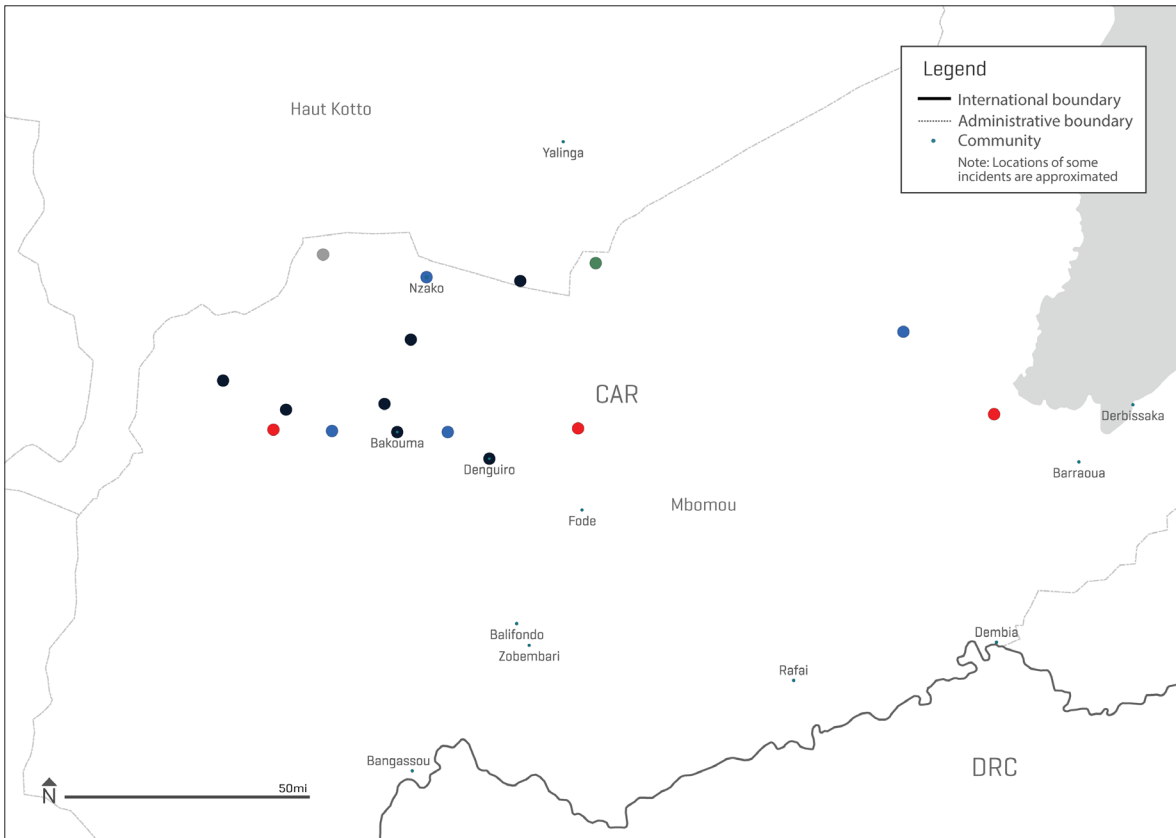 Legend
International boundary
Administrative boundary
Community
Note: Locations of some
incidents are approximated
Haut Kotto
Yalinga
Nzako
CAR
Derbissaka
Bakouma
Denguiro
Barraoua
Mbomou
Fode
Balifondo
Zobembari
Dembia
Rafai
Bangassou
DRC
50mi
N